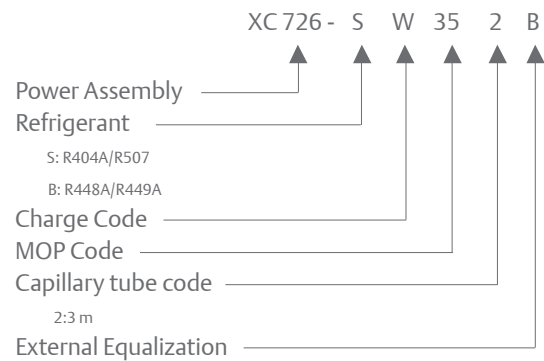 XC 726 - S W 35 2 B
Power Assembly
Refrigerant
S: R404A/R507
B: R448A/R449A
Charge Code
MOP Code
Capillary tube code
2:3 m
External Equalization